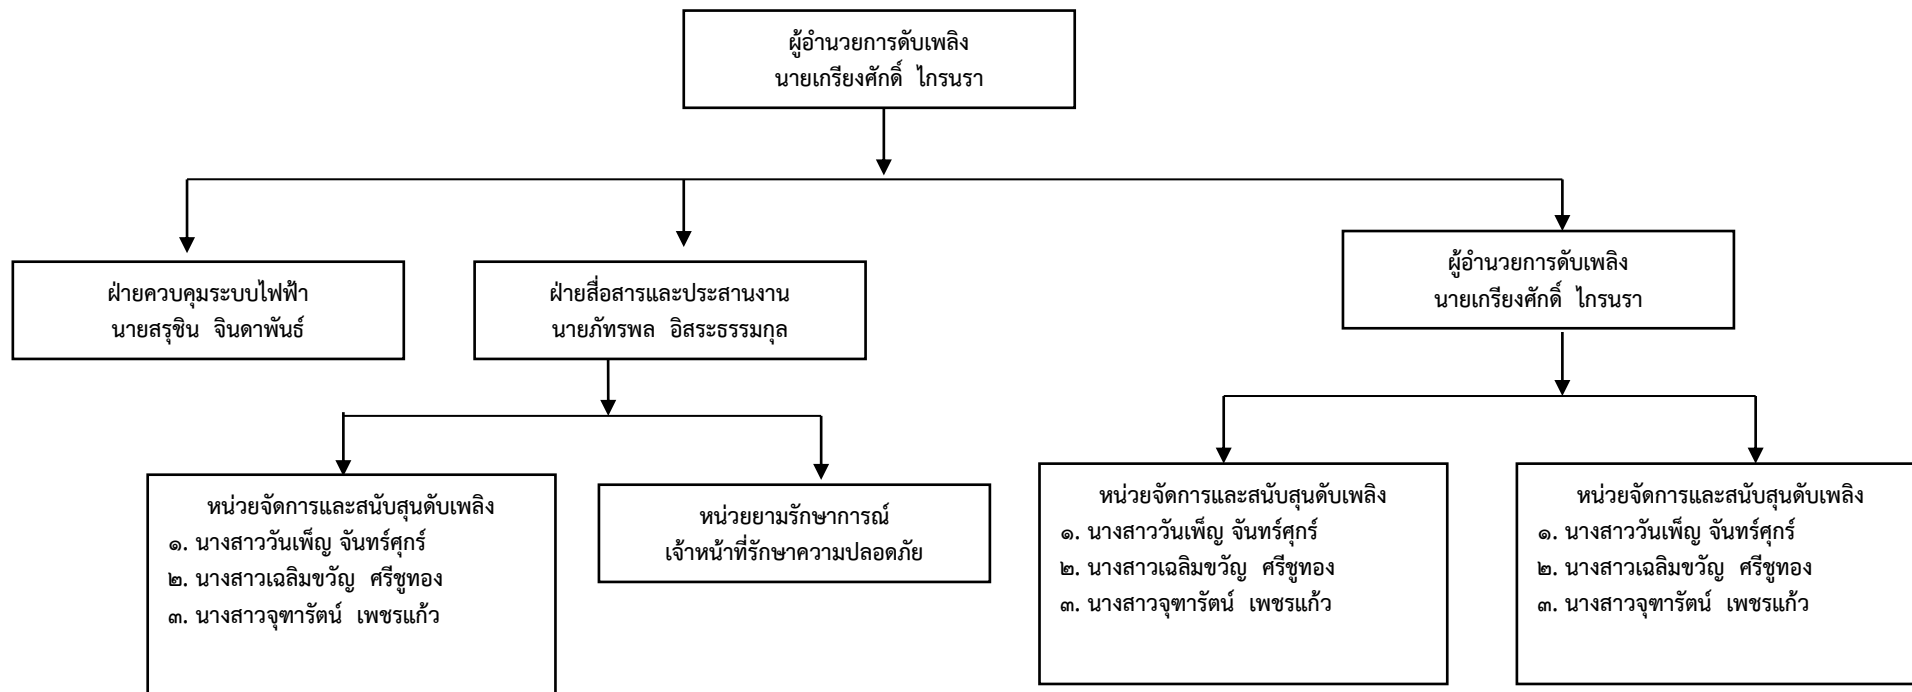 ผู้อำนวยการดับเพลิง
นายเกรียงศักดิ์ ไกรนรา
ฝ่ายควบคุมระบบไฟฟ้า
นายสรุชิน จินดาพันธ์
ฝ่ายสื่อสารและประสานงาน
นายภัทรพล อิสระธรรมกุล
ผู้อำนวยการดับเพลิง
นายเกรียงศักดิ์ ไกรนรา
หน่วยจัดการและสนับสุนดับเพลิง
๑. นางสาววันเพ็ญ จันทร์ศุกร์
๒. นางสาวเฉลิมขวัญ ศรีชูทอง
๓. นางสาวจุฑารัตน์ เพชรแก้ว
หน่วยยามรักษาการณ์
เจ้าหน้าที่รักษาความปลอดภัย
หน่วยจัดการและสนับสุนดับเพลิง
๑. นางสาววันเพ็ญ จันทร์ศุกร์
๒. นางสาวเฉลิมขวัญ ศรีชูทอง
๓. นางสาวจุฑารัตน์ เพชรแก้ว
หน่วยจัดการและสนับสุนดับเพลิง
๑. นางสาววันเพ็ญ จันทร์ศุกร์
๒. นางสาวเฉลิมขวัญ ศรีชูทอง
๓. นางสาวจุฑารัตน์ เพชรแก้ว